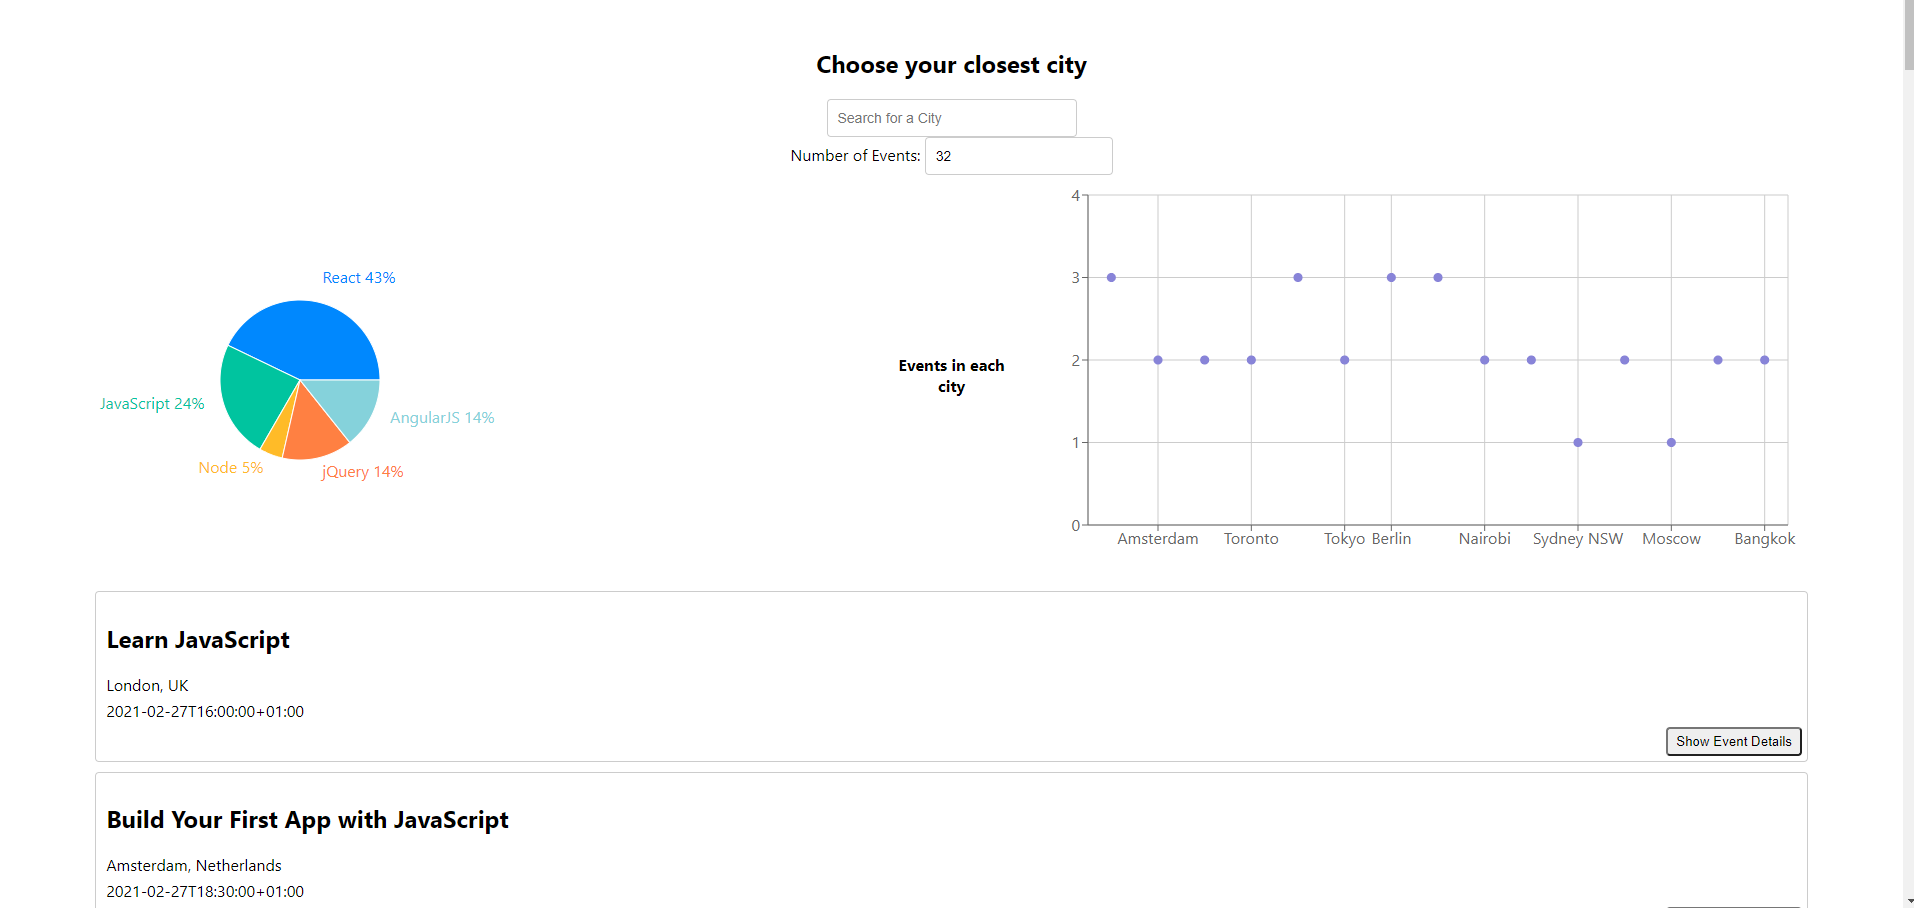 Choose your closest city
Search for a City
Number of Events: 32
React 43%
JavaScript 24%
AngularJS 14%
Node 5%
jQuery 14%
Events in each
city
4
3
2
1
0
Amsterdam Toronto Tokyo Berlin Nairobi Sydney NSW Moscow Bangkok
Learn JavaScript
London, UK
2021-02-27T16:00:00+01:00
Show Event Details
Build Your First App with JavaScript
Amsterdam, Netherlands
2021-02-27T18:30:00+01:00